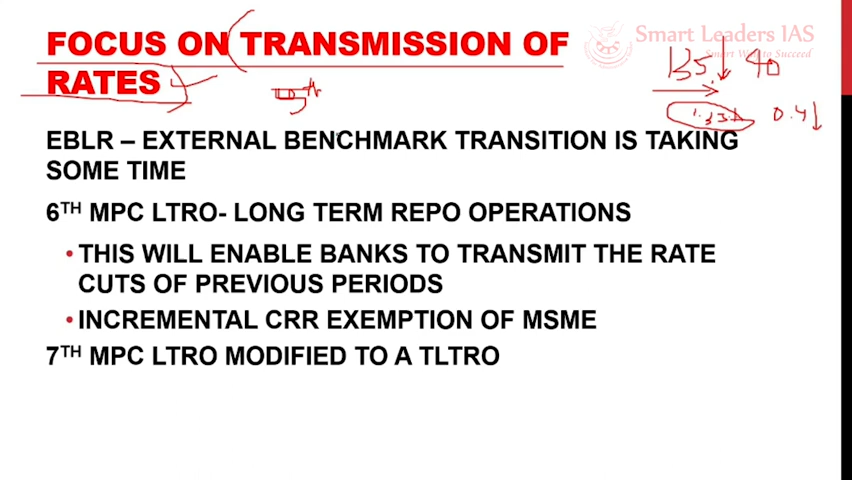 Smart Leaders IAS
FOCUS ON TRANSMISSION OF
RATES
135 40
0.4
EBLR – EXTERNAL BENCHMARK TRANSITION IS TAKING
SOME TIME
6TH MPC LTRO- LONG TERM REPO OPERATIONS
• THIS WILL ENABLE BANKS TO TRANSMIT THE RATE
CUTS OF PREVIOUS PERIODS
• INCREMENTAL CRR EXEMPTION OF MSME
7TH MPC LTRO MODIFIED TO A TLTRO